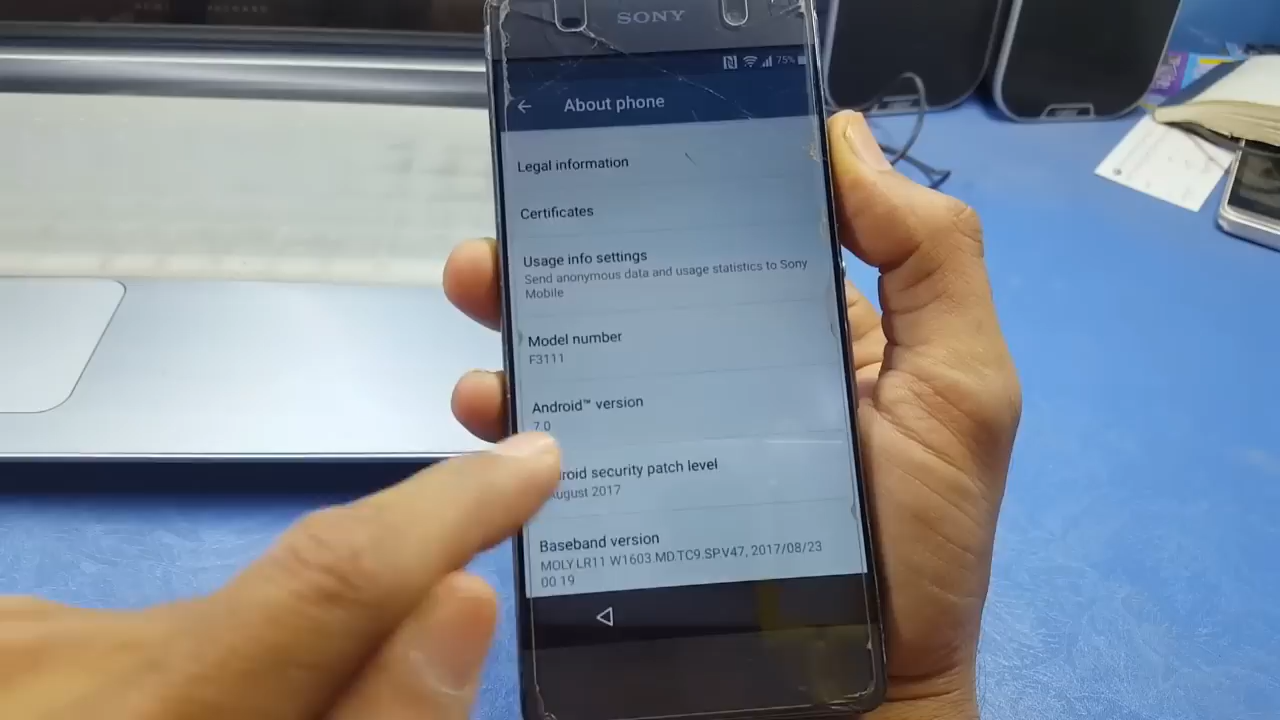 SONY
75%
About phone
Legal information
Certificates
Usage info settings
Send anonymous data and usage statistics to Sony
Mobile
Model number
F3111
Android™ version
7.0
roid security patch level
August 2017
Baseband version
MOLY.LR11.W1603.MD.TC9.SP.V47, 2017/08/23
00:19